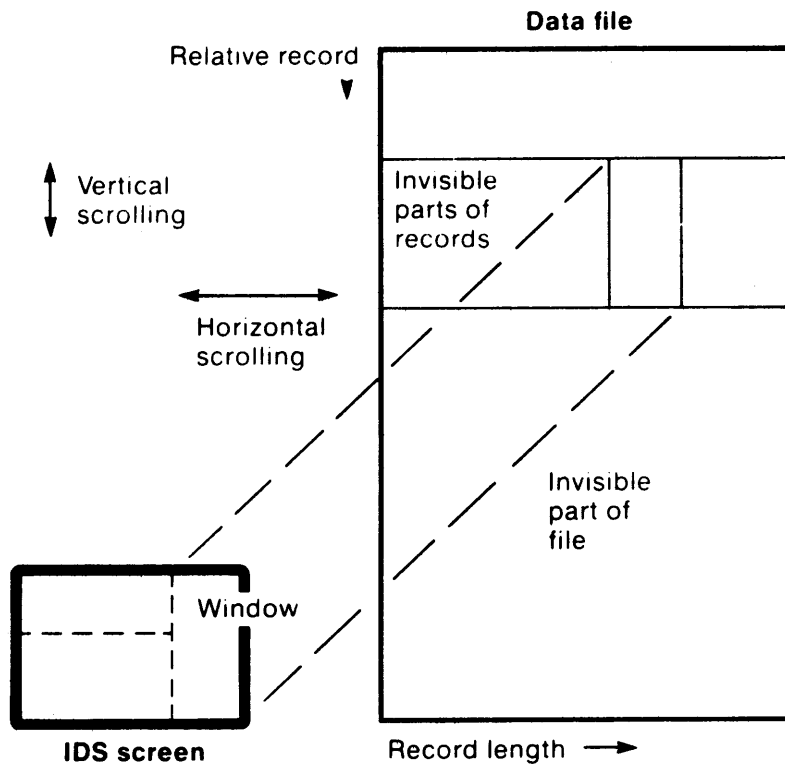 Data file
Relative record
Vertical
scrolling
Invisible
parts of
records
Horizontal
scrolling
Invisible
part of
file
Window
IDS screen
Record length